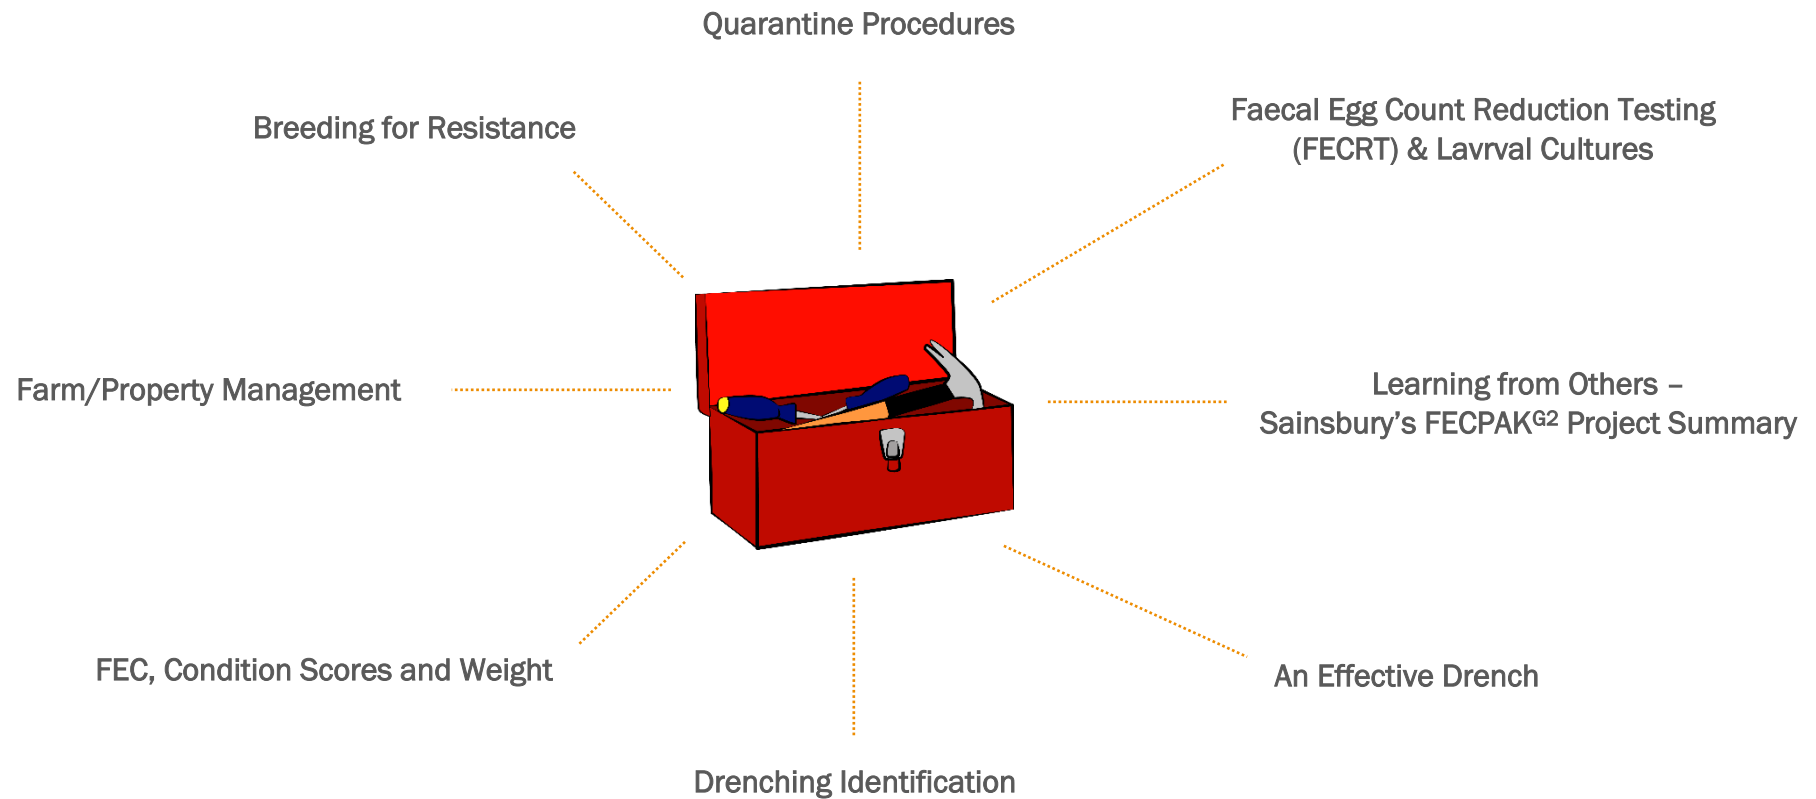 Quarantine Procedures
Faecal Egg Count Reduction Testing
(FECRT) & Lavrval Cultures
Breeding for Resistance
Learning from Others –
Sainsbury’s FECPAKᴳ² Project Summary
Farm/Property Management
FEC, Condition Scores and Weight
An Effective Drench
Drenching Identification